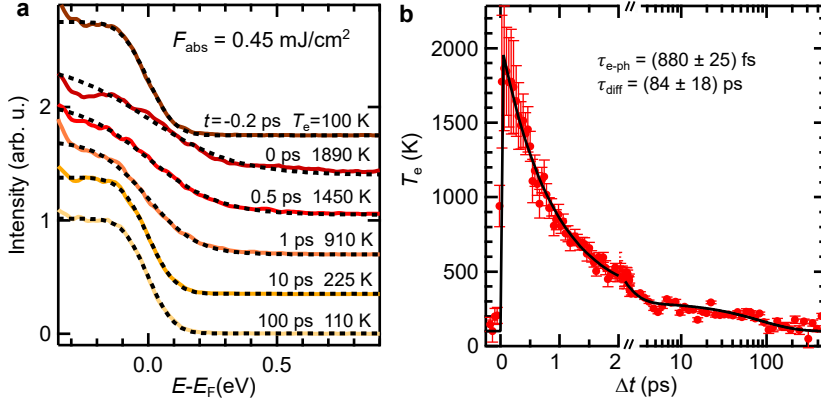 a
F_abs = 0.45 mJ/cm²
t=-0.2 ps T_e=100 K
0 ps 1890 K
0.5 ps 1450 K
1 ps 910 K
10 ps 225 K
100 ps 110 K
Intensity (arb. u.)
2
1
0
0.0
0.5
E-E_F(eV)
b
τ_e-ph = (880 ± 25) fs
τ_diff = (84 ± 18) ps
T_e (K)
2000
1500
1000
500
0
0
1
2
10
100
Δt (ps)